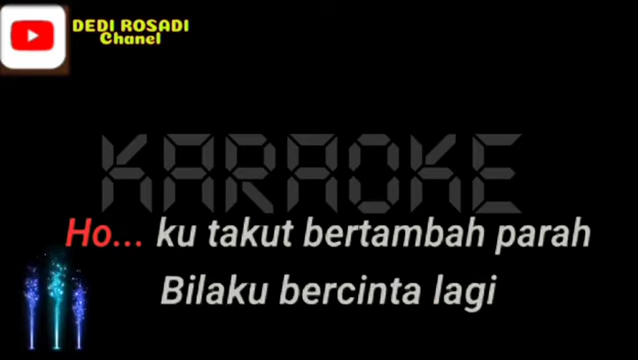 DEDI ROSADI
Chanel
KARAOKE
Ho... ku takut bertambah parah
Bilaku bercinta lagi